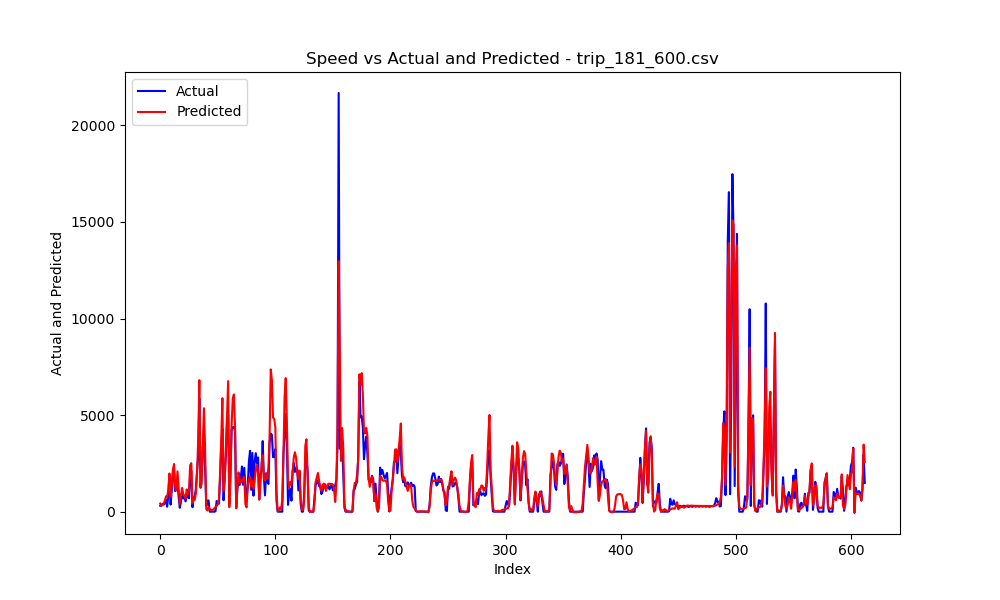 Speed vs Actual and Predicted - trip_181_600.csv
Actual
Predicted
20000
15000
10000
5000
0
Actual and Predicted
0 100 200 300 400 500 600
Index